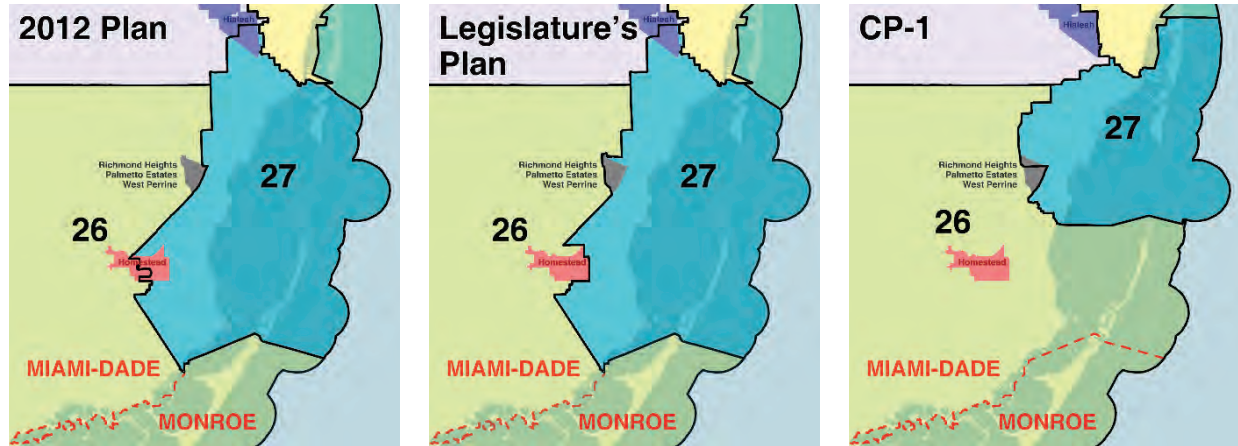 2012 Plan
Hialeah
Richmond Heights
Palmetto Estates
West Perrine
27
26
Homestead
MIAMI-DADE
MONROE
Legislature's
Plan
Hialeah
Richmond Heights
Palmetto Estates
West Perrine
27
26
Homestead
MIAMI-DADE
MONROE
CP-1
Hialeah
27
Richmond Heights
Palmetto Estates
West Perrine
26
Homestead
MIAMI-DADE
MONROE